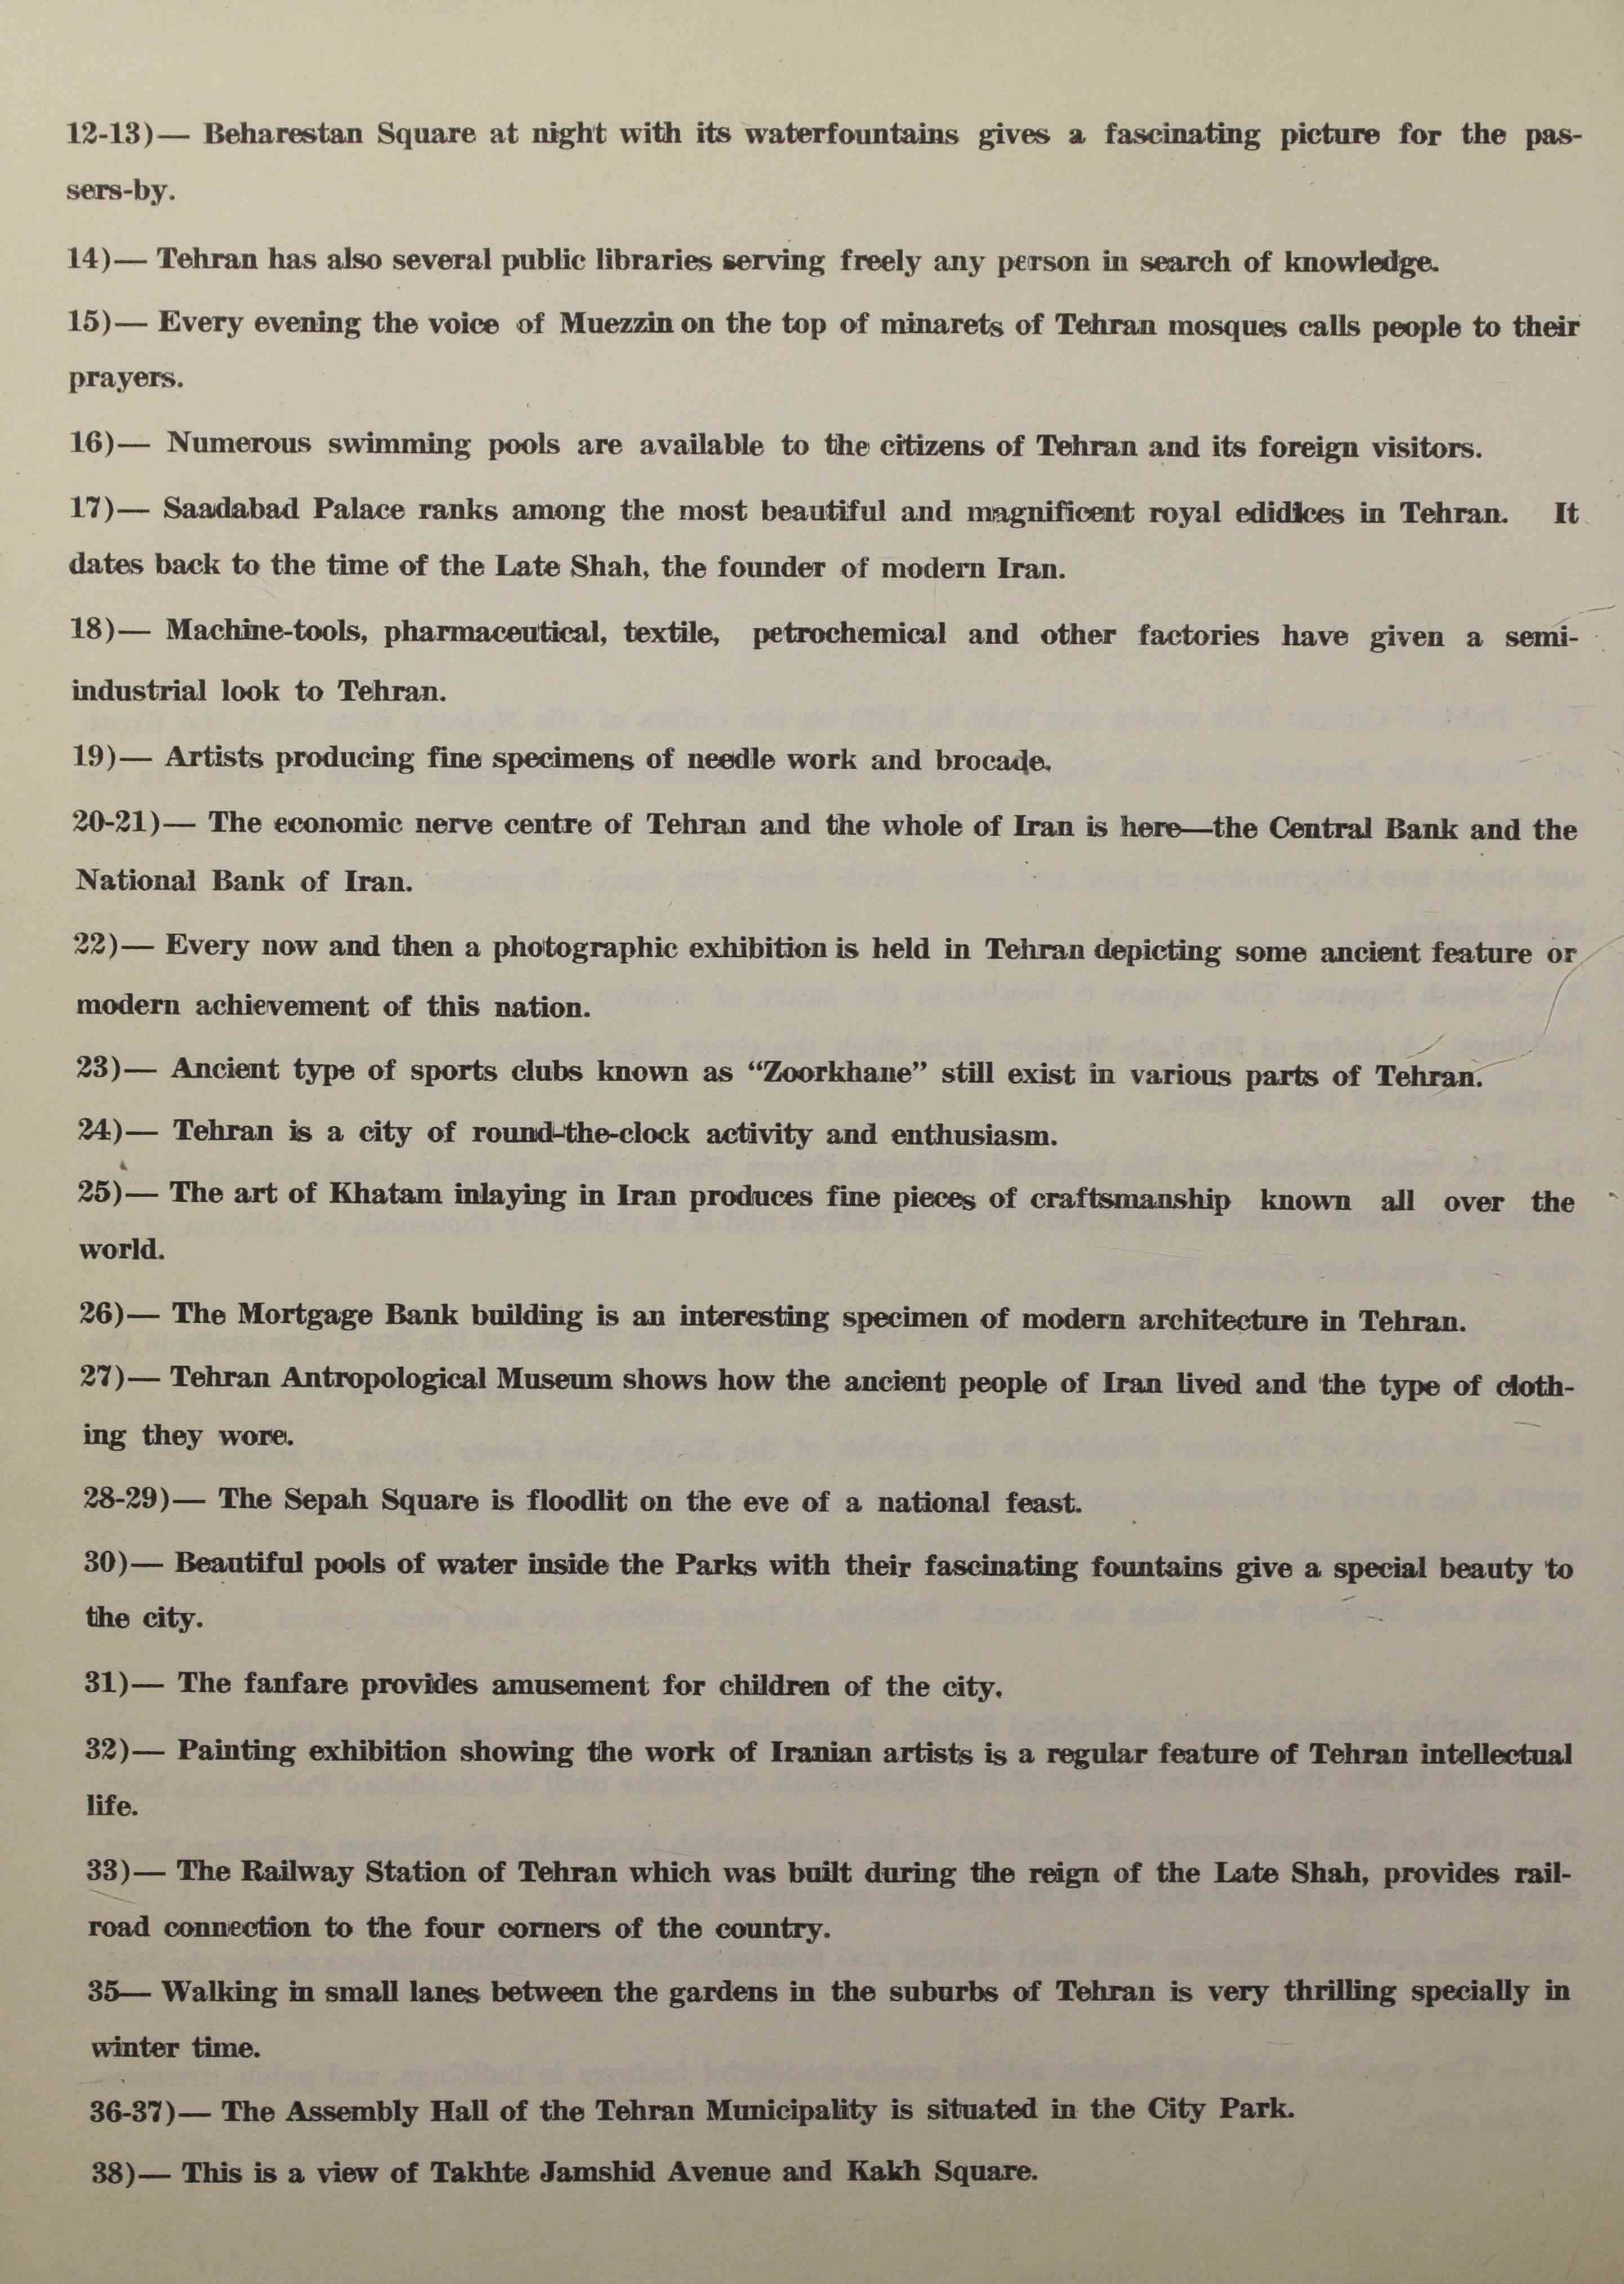 12-13)— Beharestan Square at night with its waterfountains gives a fascinating picture for the pas-
sers-by.
14)— Tehran has also several public libraries serving freely any person in search of knowledge.
15)— Every evening the voice of Muezzin on the top of minarets of Tehran mosques calls people to their
prayers.
16)— Numerous swimming pools are available to the citizens of Tehran and its foreign visitors.
17)— Saadabad Palace ranks among the most beautiful and magnificent royal edidices in Tehran. It
dates back to the time of the Late Shah, the founder of modern Iran.
18)— Machine-tools, pharmaceutical, textile, petrochemical and other factories have given a semi-
industrial look to Tehran.
19)— Artists producing fine specimens of needle work and brocade.
20-21)— The economic nerve centre of Tehran and the whole of Iran is here—the Central Bank and the
National Bank of Iran.
22)— Every now and then a photographic exhibition is held in Tehran depicting some ancient feature or
modern achievement of this nation.
23)— Ancient type of sports clubs known as “Zoorkhane” still exist in various parts of Tehran.
24)— Tehran is a city of round-the-clock activity and enthusiasm.
25)— The art of Khatam inlaying in Iran produces fine pieces of craftsmanship known all over the
world.
26)— The Mortgage Bank building is an interesting specimen of modern architecture in Tehran.
27)— Tehran Antropological Museum shows how the ancient people of Iran lived and the type of cloth-
ing they wore.
28-29)— The Sepah Square is floodlit on the eve of a national feast.
30)— Beautiful pools of water inside the Parks with their fascinating fountains give a special beauty to
the city.
31)— The fanfare provides amusement for children of the city.
32)— Painting exhibition showing the work of Iranian artists is a regular feature of Tehran intellectual
life.
33)— The Railway Station of Tehran which was built during the reign of the Late Shah, provides rail-
road connection to the four corners of the country.
35— Walking in small lanes between the gardens in the suburbs of Tehran is very thrilling specially in
winter time.
36-37)— The Assembly Hall of the Tehran Municipality is situated in the City Park.
38)— This is a view of Takhte Jamshid Avenue and Kakh Square.